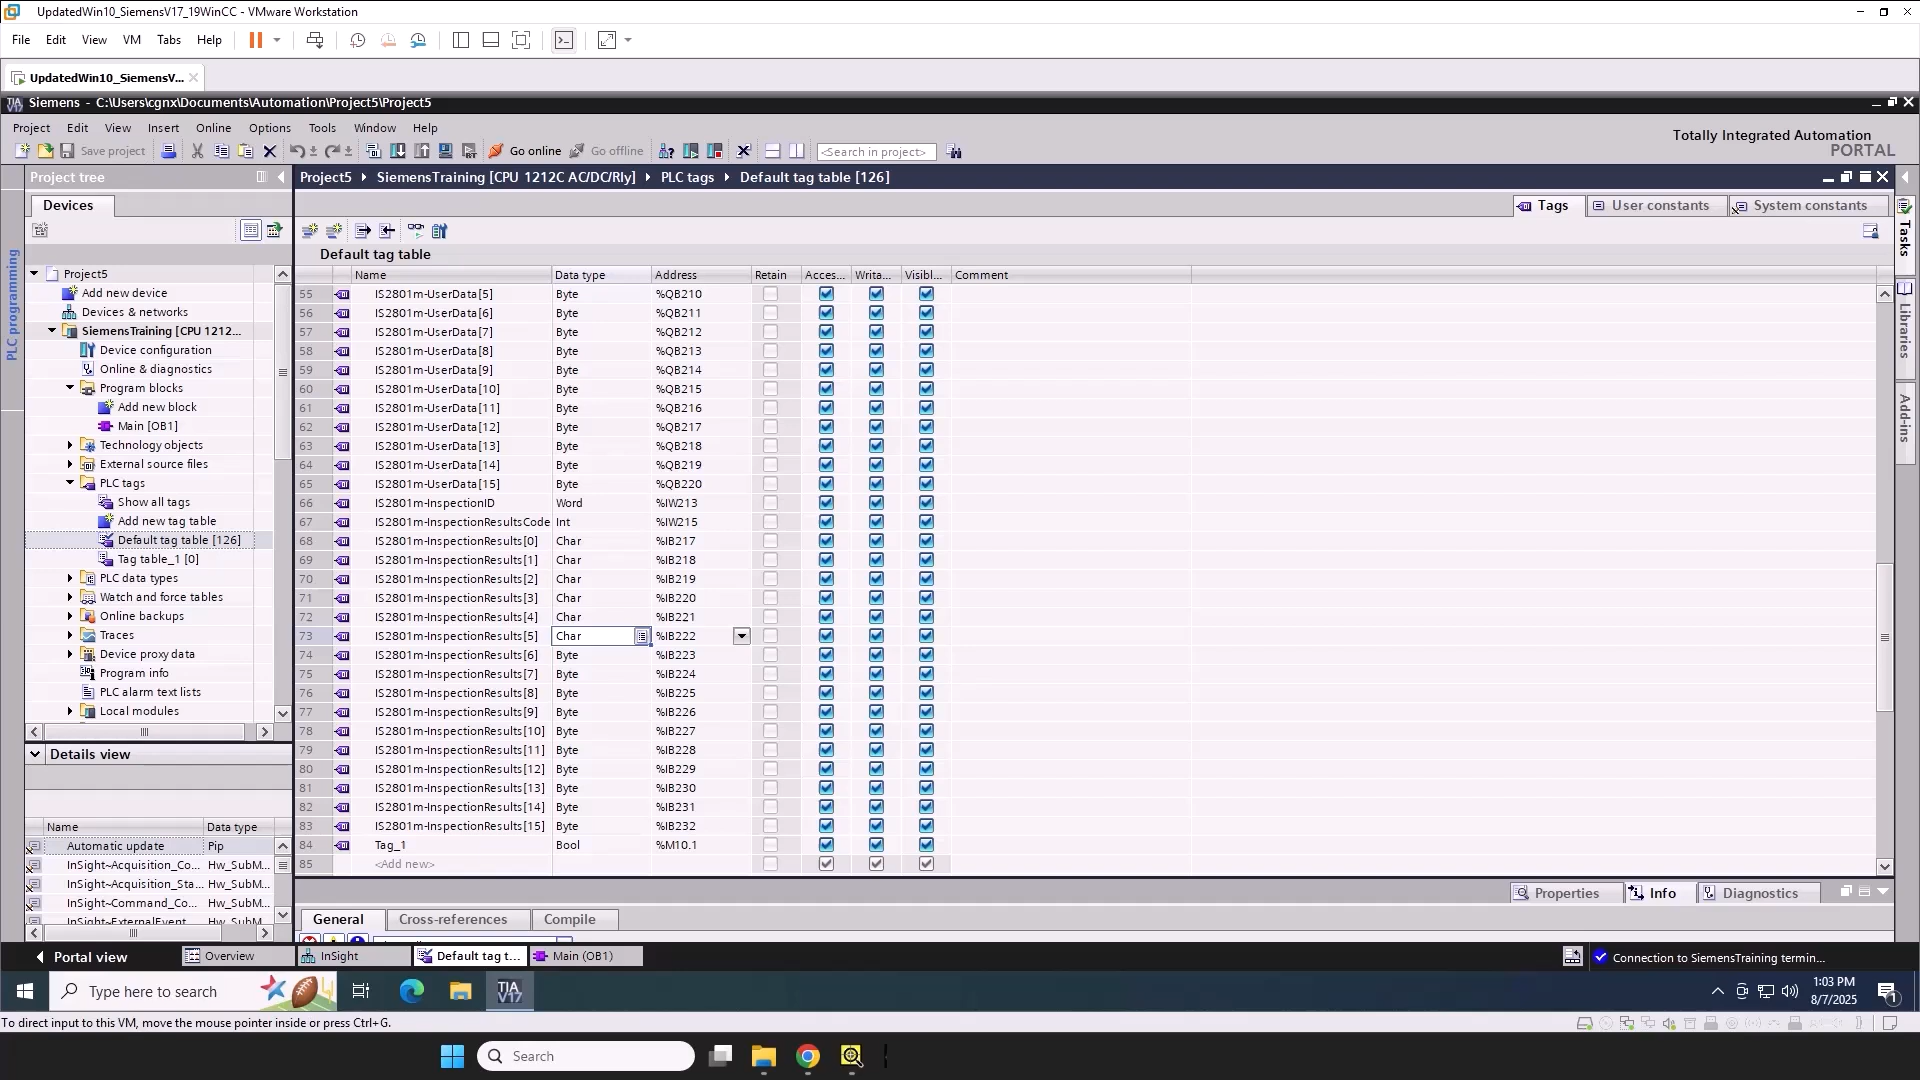 UpdatedWin10_SiemensV17_19WinCC - VMware Workstation
File Edit View VM Tabs Help
UpdatedWin10_SiemensV...
Siemens - C:\Users\cgnx\Documents\Automation\Project5\Project5
Project Edit View Insert Online Options Tools Window Help
Totally Integrated Automation
PORTAL
Save project Go online Go offline <Search in project>
Project tree
Project5 SiemensTraining [CPU 1212C AC/DC/Rly] PLC tags Default tag table [126]
Devices
Tags User constants System constants
PLC programming
Tasks
Libraries
Add-ins
Project5
Add new device
Devices & networks
SiemensTraining [CPU 1212...
Device configuration
Online & diagnostics
Program blocks
Add new block
Main [OB1]
Technology objects
External source files
PLC tags
Show all tags
Add new tag table
Default tag table [126]
Tag table_1 [0]
PLC data types
Watch and force tables
Online backups
Traces
Device proxy data
Program info
PLC alarm text lists
Local modules
Details view
Name Data type
Automatic update Pip
InSight~Acquisition_Co... Hw_SubM...
InSight~Acquisition_Sta... Hw_SubM...
InSight~Command_Co... Hw_SubM...
InSight~ExternalEvent Hw_SubM...
Default tag table
Name Data type Address Retain Acces... Writa... Visibl... Comment
55 IS2801m-UserData[5] Byte %QB210
56 IS2801m-UserData[6] Byte %QB211
57 IS2801m-UserData[7] Byte %QB212
58 IS2801m-UserData[8] Byte %QB213
59 IS2801m-UserData[9] Byte %QB214
60 IS2801m-UserData[10] Byte %QB215
61 IS2801m-UserData[11] Byte %QB216
62 IS2801m-UserData[12] Byte %QB217
63 IS2801m-UserData[13] Byte %QB218
64 IS2801m-UserData[14] Byte %QB219
65 IS2801m-UserData[15] Byte %QB220
66 IS2801m-InspectionID Word %IW213
67 IS2801m-InspectionResultsCode Int %IW215
68 IS2801m-InspectionResults[0] Char %IB217
69 IS2801m-InspectionResults[1] Char %IB218
70 IS2801m-InspectionResults[2] Char %IB219
71 IS2801m-InspectionResults[3] Char %IB220
72 IS2801m-InspectionResults[4] Char %IB221
73 IS2801m-InspectionResults[5] Char %IB222
74 IS2801m-InspectionResults[6] Byte %IB223
75 IS2801m-InspectionResults[7] Byte %IB224
76 IS2801m-InspectionResults[8] Byte %IB225
77 IS2801m-InspectionResults[9] Byte %IB226
78 IS2801m-InspectionResults[10] Byte %IB227
79 IS2801m-InspectionResults[11] Byte %IB228
80 IS2801m-InspectionResults[12] Byte %IB229
81 IS2801m-InspectionResults[13] Byte %IB230
82 IS2801m-InspectionResults[14] Byte %IB231
83 IS2801m-InspectionResults[15] Byte %IB232
84 Tag_1 Bool %M10.1
85 <Add new>
Properties Info Diagnostics
General Cross-references Compile
Portal view Overview InSight Default tag t... Main (OB1) Connection to SiemensTraining termin...
Type here to search
TIA V17
1:03 PM
8/7/2025
To direct input to this VM, move the mouse pointer inside or press Ctrl+G.
Search